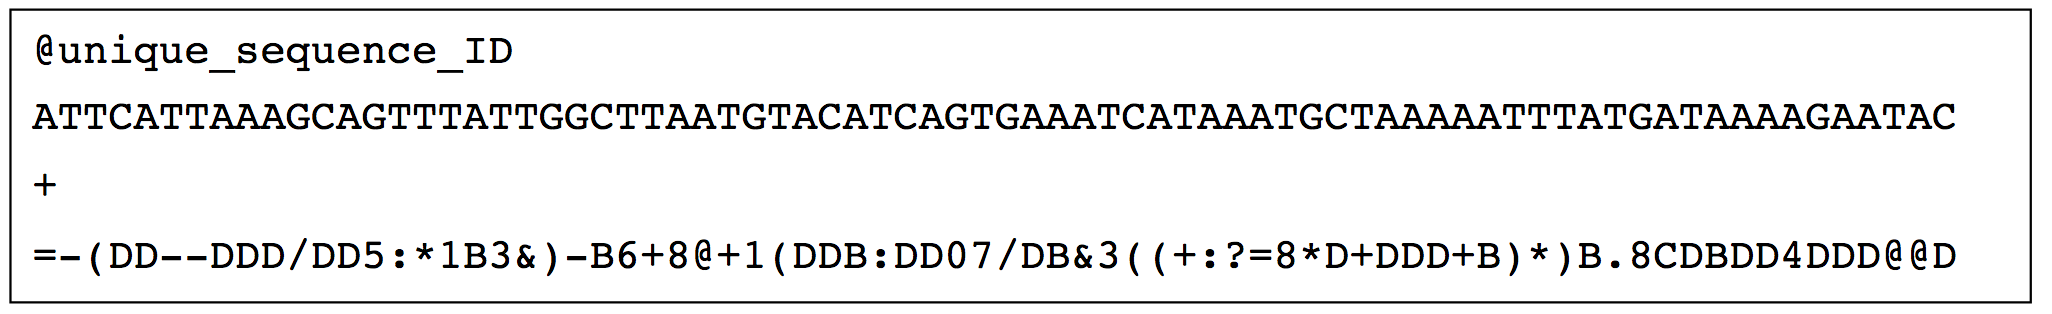 @unique_sequence_ID
ATTCATTAAAGCAGTTTATTGGCTTAATGTACATCAGTGAAATCATAAATGCTAAAAATTTATGATAAAAGAATAC
+
=-(DD--DDD/DD5:*1B3&)-B6+8@+1(DDB:DD07/DB&3((+:?=8*D+DDD+B)*)B.8CDBDD4DDD@@D